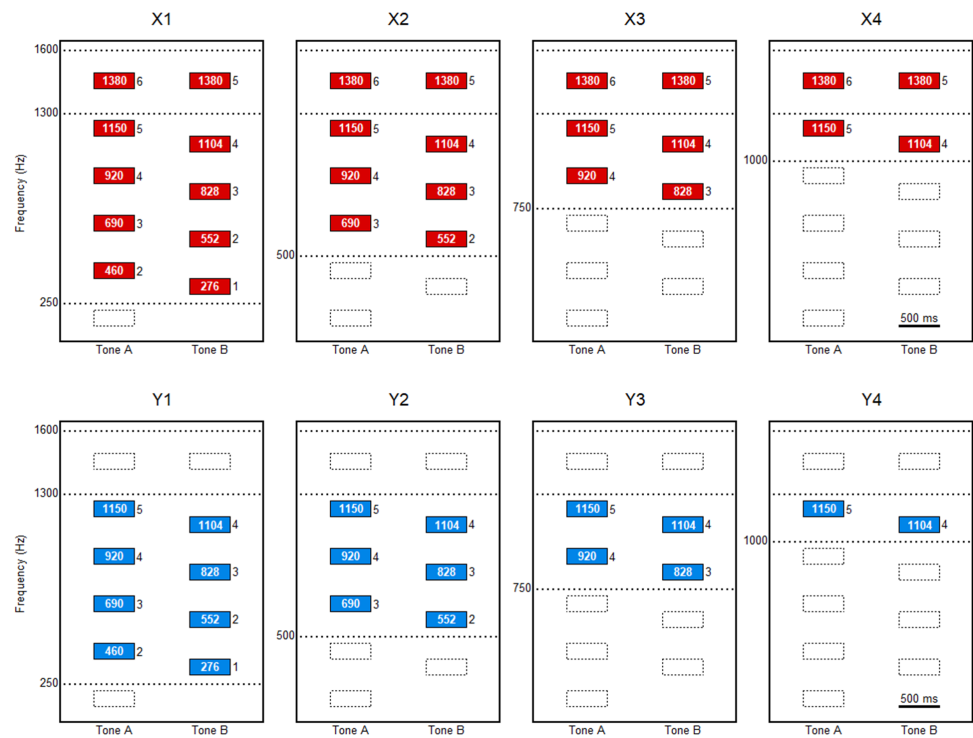 X1 X2 X3 X4
1600
1380 6 1380 5 1380 6 1380 5 1380 6 1380 5 1380 6 1380 5
1300
1150 5 1150 5 1150 5 1150 5
1104 4 1104 4 1104 4 1104 4
1000
920 4 920 4 920 4
828 3 828 3 828 3
750
690 3 690 3
552 2 552 2
500
460 2
276 1
250
500 ms
Frequency (Hz)
Tone A Tone B Tone A Tone B Tone A Tone B Tone A Tone B
Y1 Y2 Y3 Y4
1600
1300
1150 5 1150 5 1150 5 1150 5
1104 4 1104 4 1104 4 1104 4
1000
920 4 920 4 920 4
828 3 828 3 828 3
750
690 3 690 3
552 2 552 2
500
460 2
276 1
250
500 ms
Frequency (Hz)
Tone A Tone B Tone A Tone B Tone A Tone B Tone A Tone B